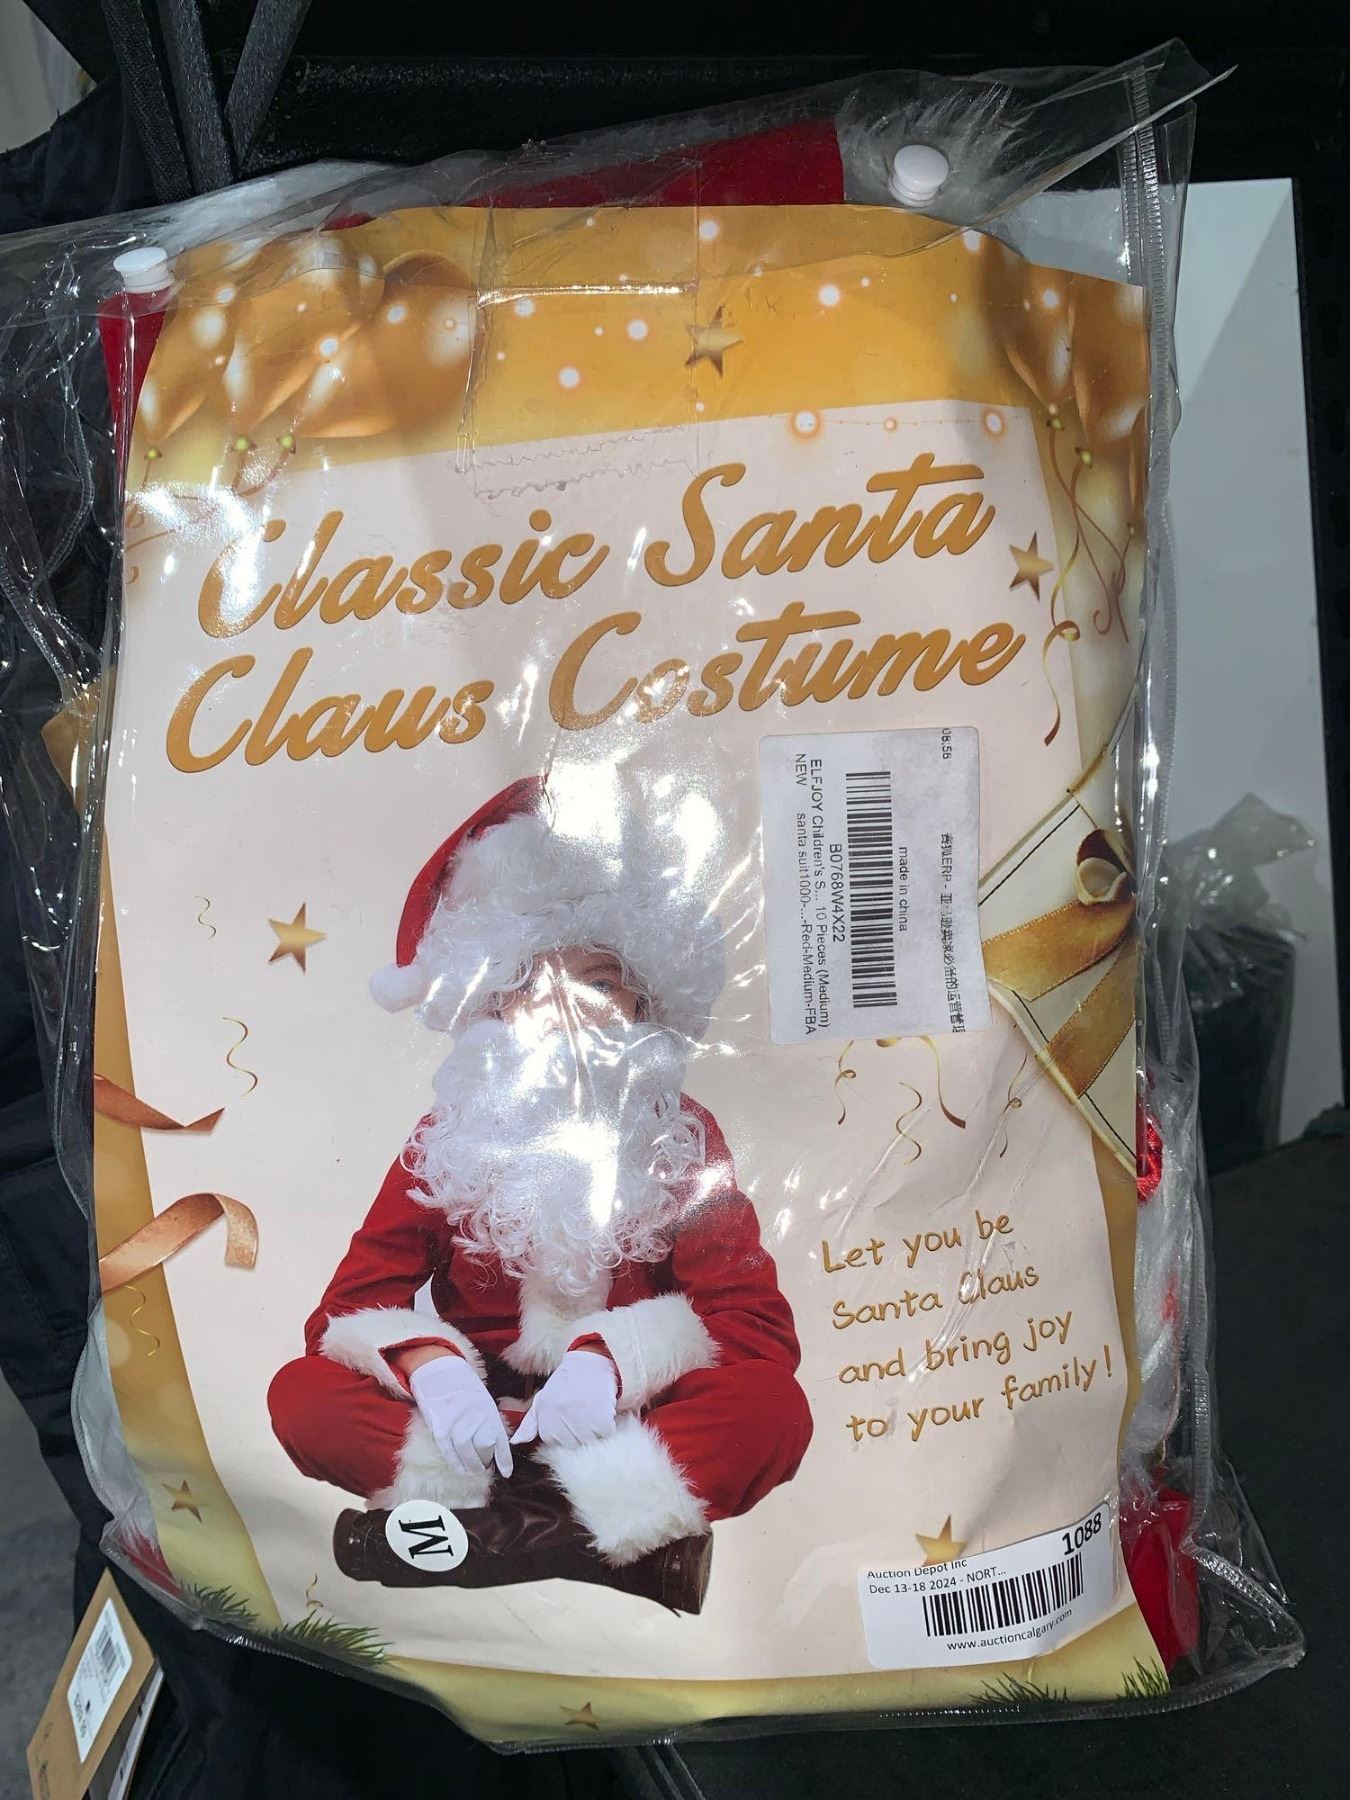 Classic Santa
Claus Costume
08:56
made in china
B0768W4X22
ELFJOY Children's S... 10 Pieces (Medium)
NEW santa suit1000-...-Red-Medium-FBA
Let you be
Santa Claus
and bring joy
to your family!
M
1088
Auction Depot Inc
Dec 13-18 2024 - NORT...
www.auctioncalgary.com